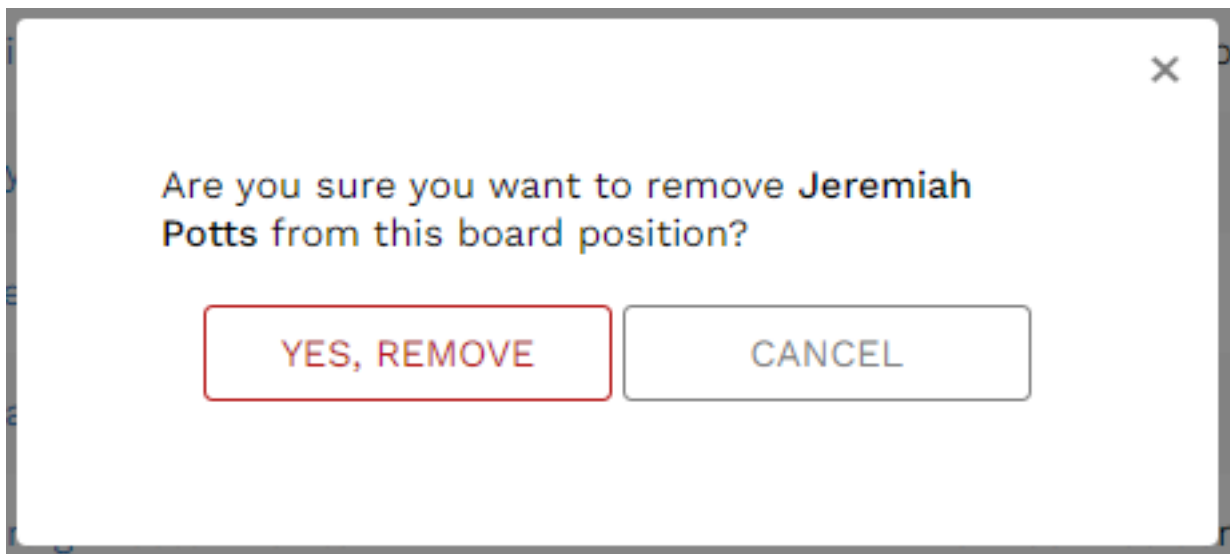 ×
Are you sure you want to remove Jeremiah
Potts from this board position?
YES, REMOVE
CANCEL